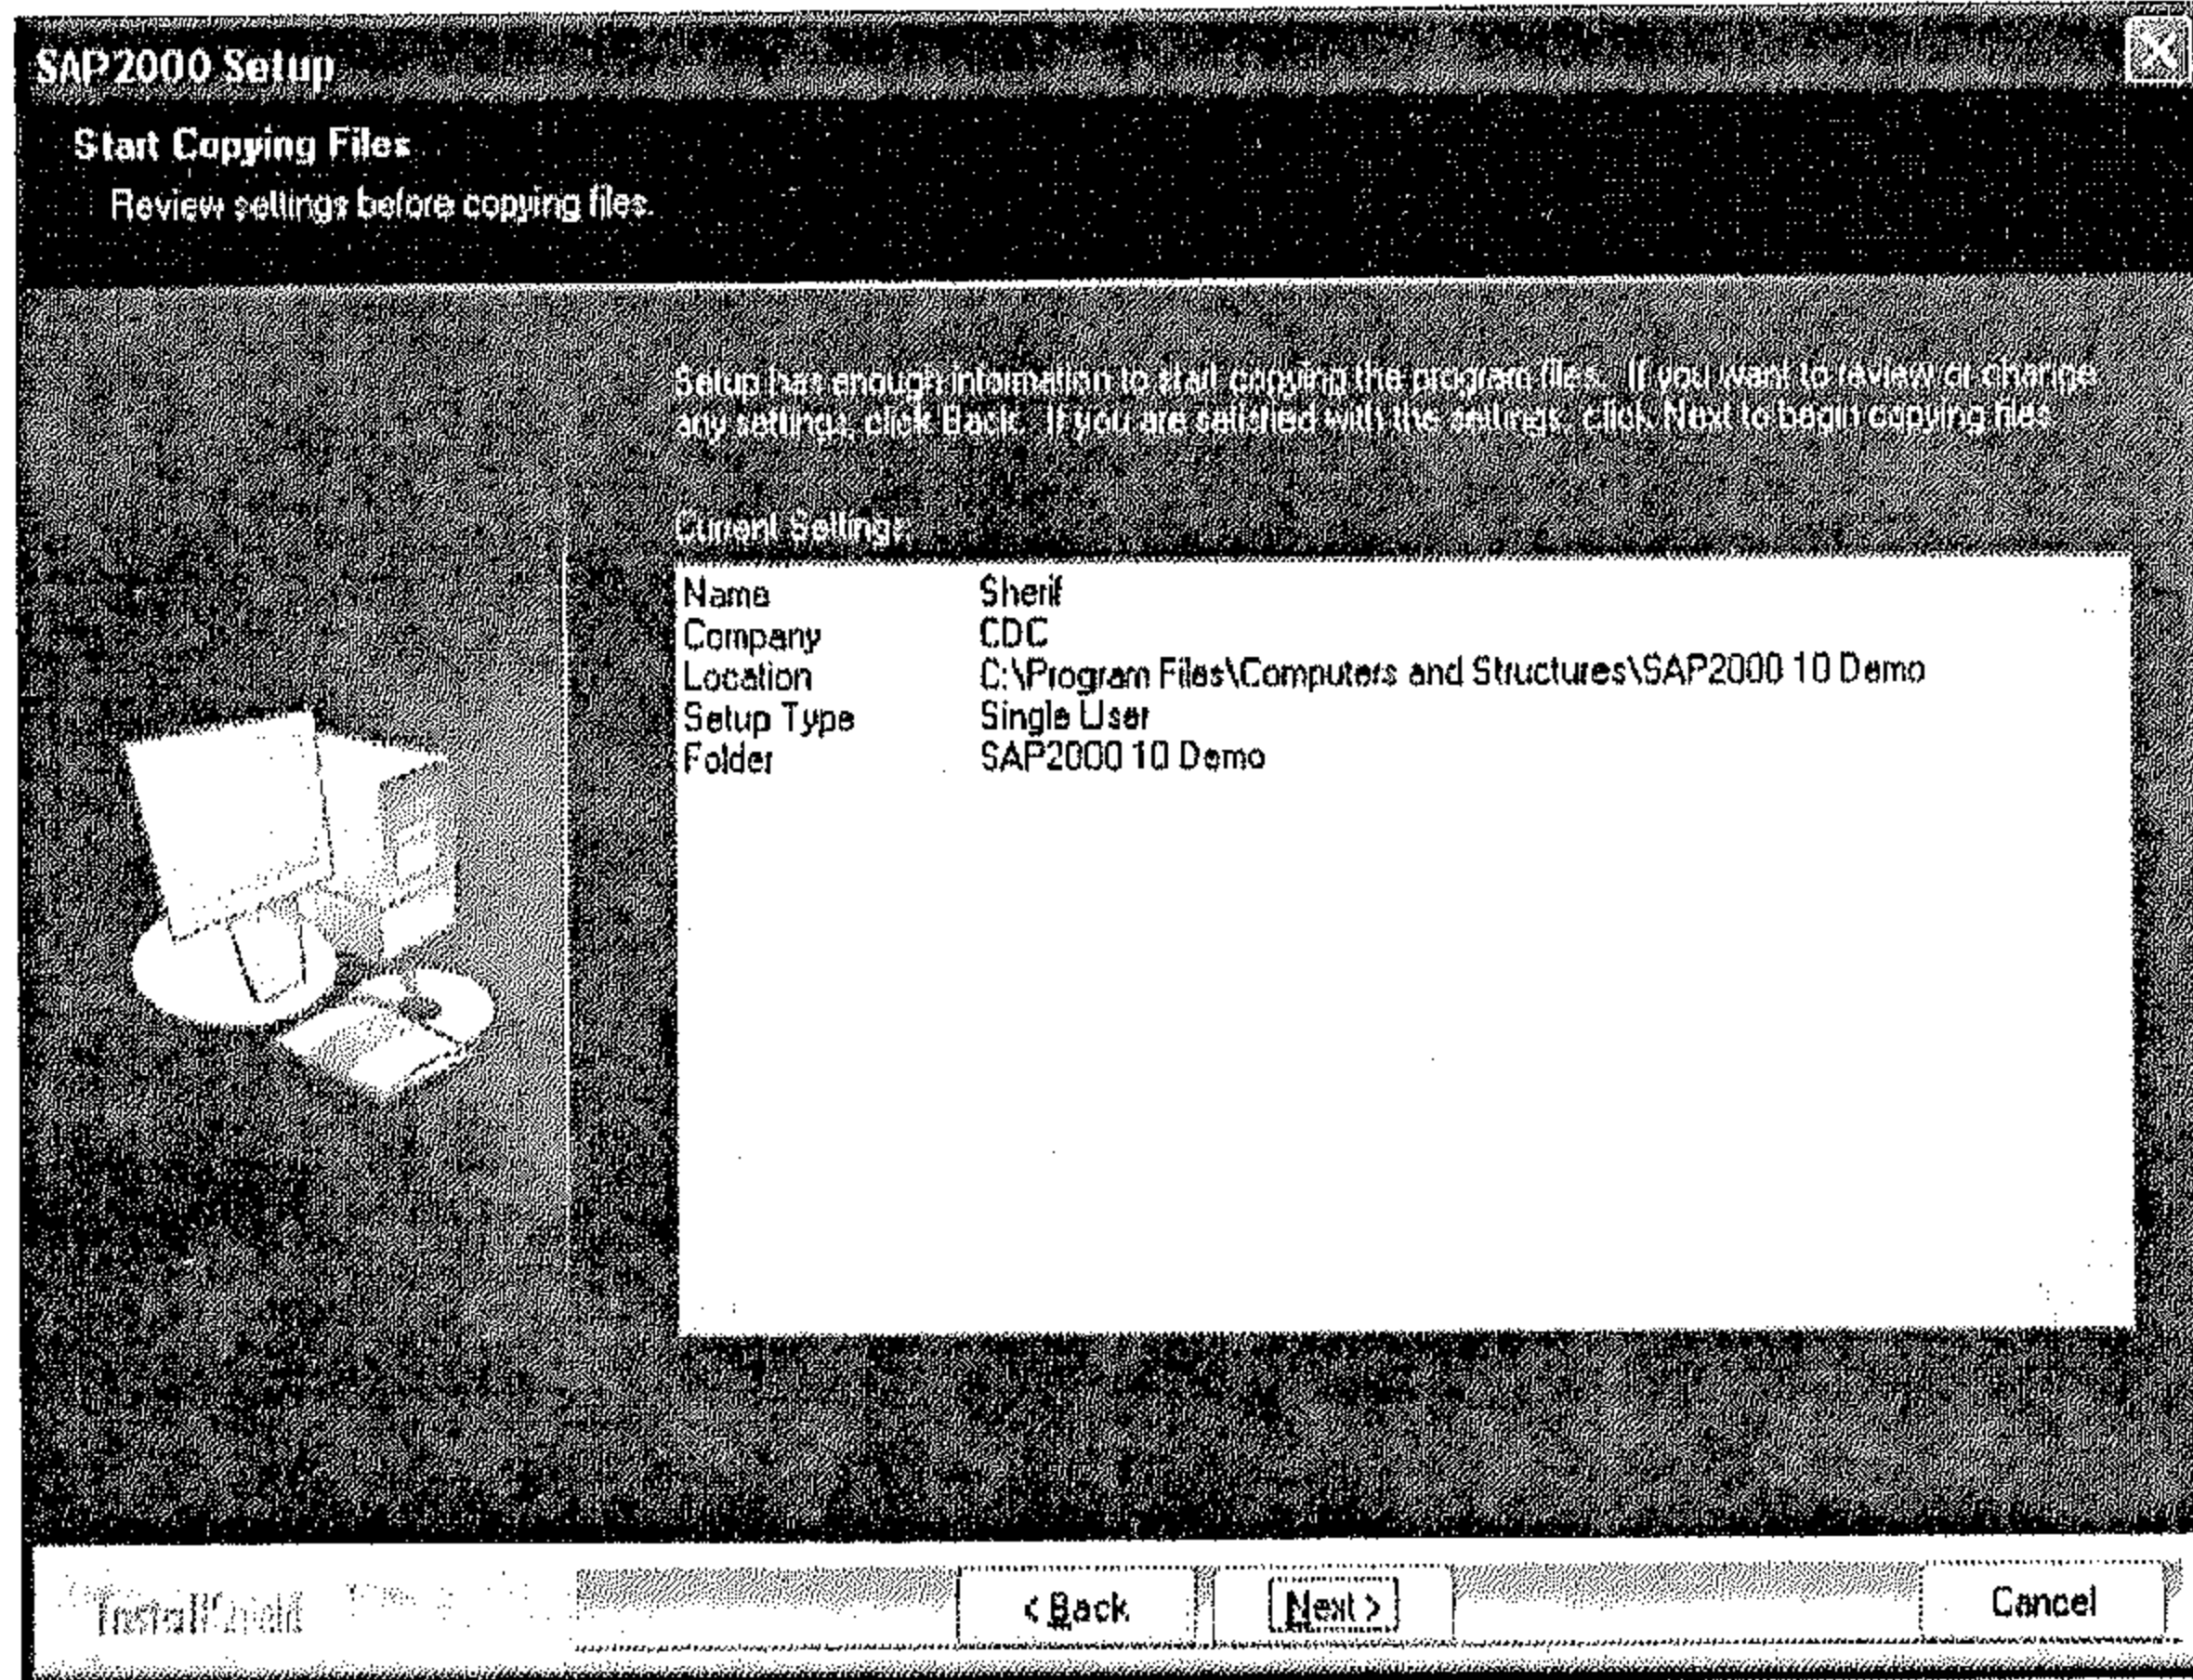 SAP2000 Setup
Start Copying Files
Review settings before copying files.
Setup has enough information to start copying the program files. If you want to review or change
any settings, click Back. If you are satisfied with the settings, click Next to begin copying files.
Current Settings:
Name Sherif
Company CDC
Location C:\Program Files\Computers and Structures\SAP2000 10 Demo
Setup Type Single User
Folder SAP2000 10 Demo
InstallShield
< Back Next > Cancel